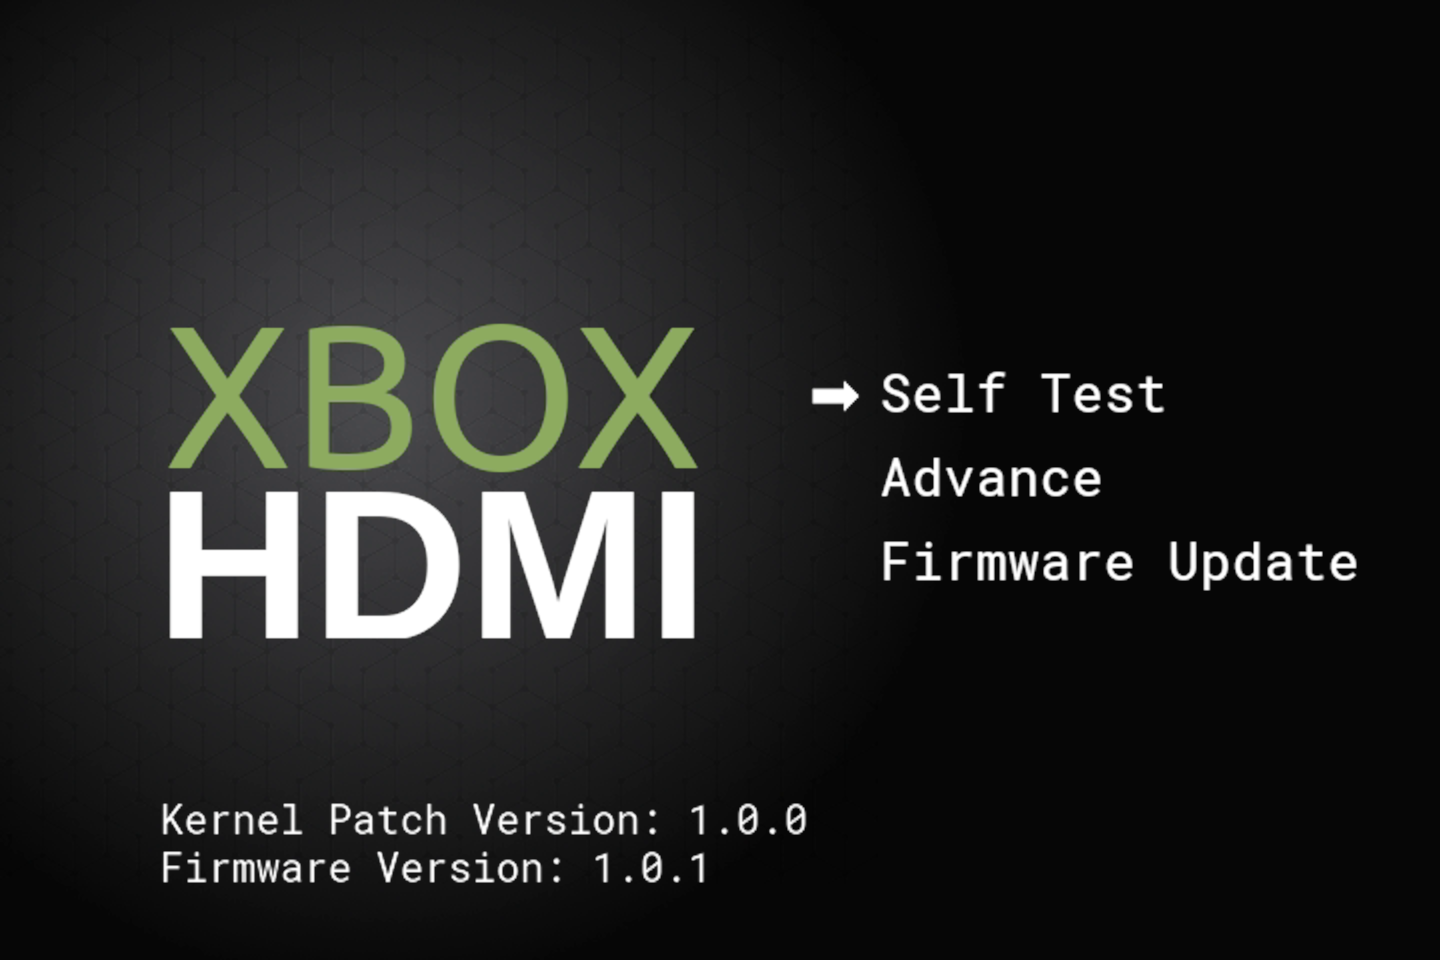 XBOX
HDMI
Self Test
Advance
Firmware Update
Kernel Patch Version: 1.0.0
Firmware Version: 1.0.1